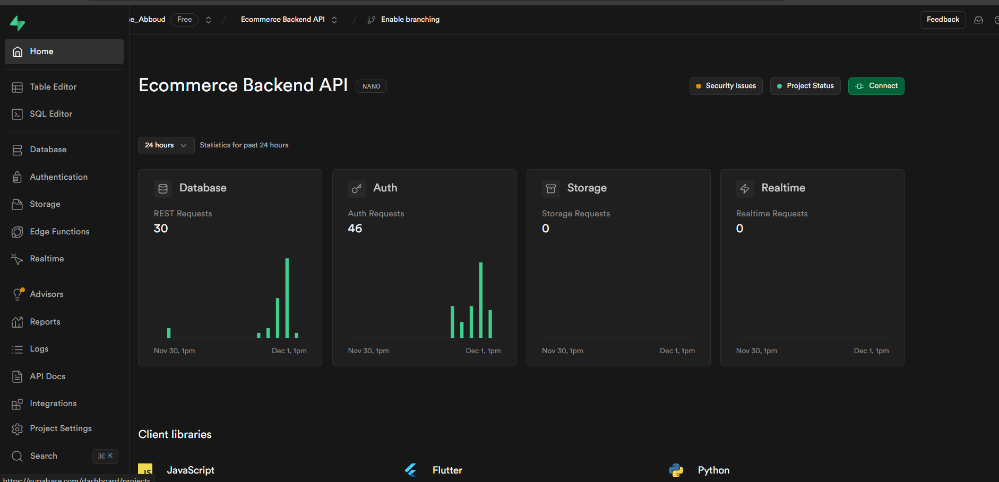 e_Abboud Free / Ecommerce Backend API / Enable branching Feedback
Home
Table Editor
SQL Editor
Database
Authentication
Storage
Edge Functions
Realtime
Advisors
Reports
Logs
API Docs
Integrations
Project Settings
Search ⌘ K
Ecommerce Backend API NANO
Security Issues Project Status Connect
24 hours Statistics for past 24 hours
Database
REST Requests
30
Nov 30, 1pm Dec 1, 1pm
Auth
Auth Requests
46
Nov 30, 1pm Dec 1, 1pm
Storage
Storage Requests
0
Nov 30, 1pm Dec 1, 1pm
Realtime
Realtime Requests
0
Nov 30, 1pm Dec 1, 1pm
Client libraries
JS JavaScript
Flutter
Python
https://supabase.com/dashboard/projects